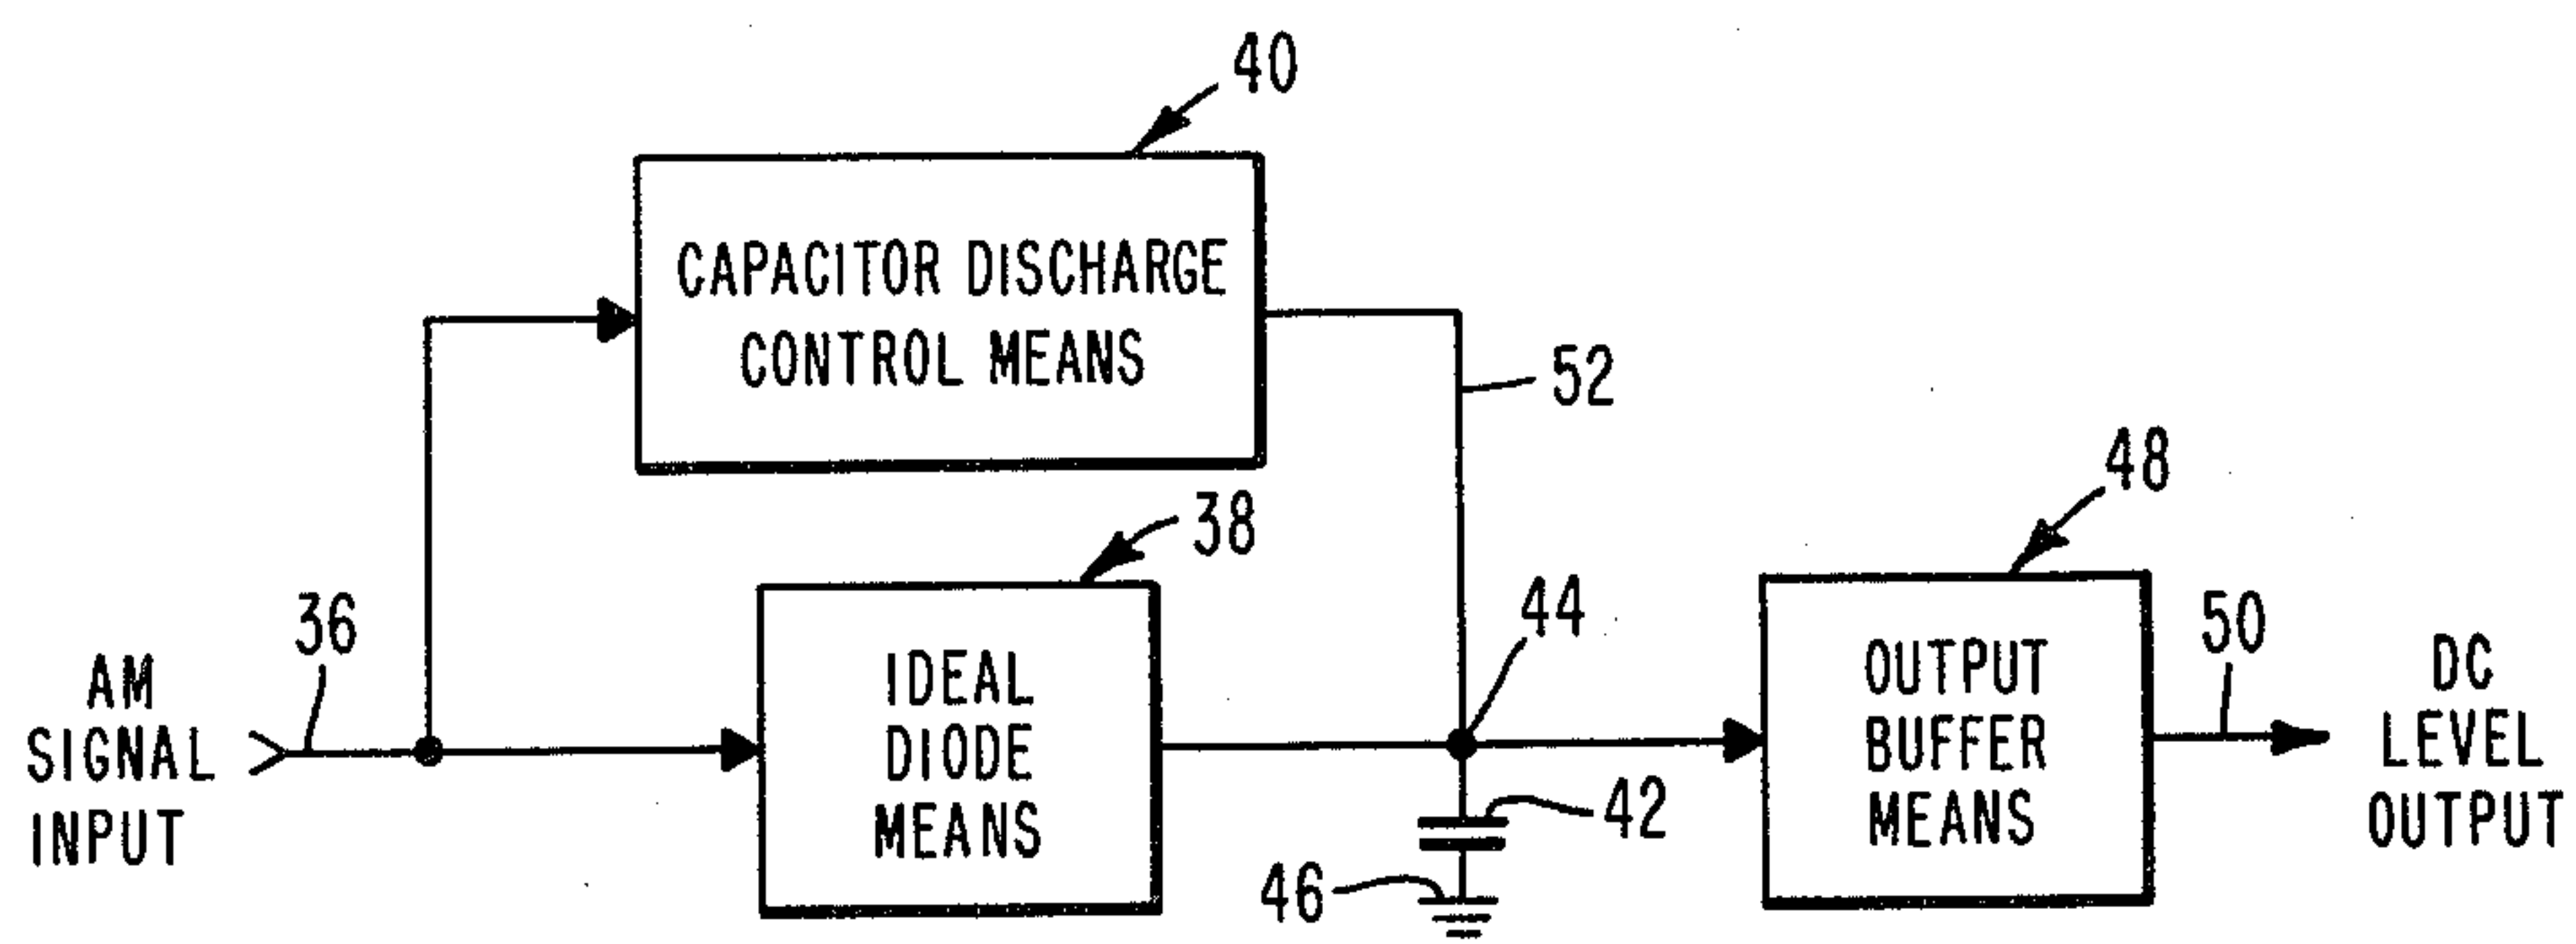 40
CAPACITOR DISCHARGE
CONTROL MEANS
52
48
38
44
36
50
AM
SIGNAL
INPUT
IDEAL
DIODE
MEANS
OUTPUT
BUFFER
MEANS
DC
LEVEL
OUTPUT
42
46